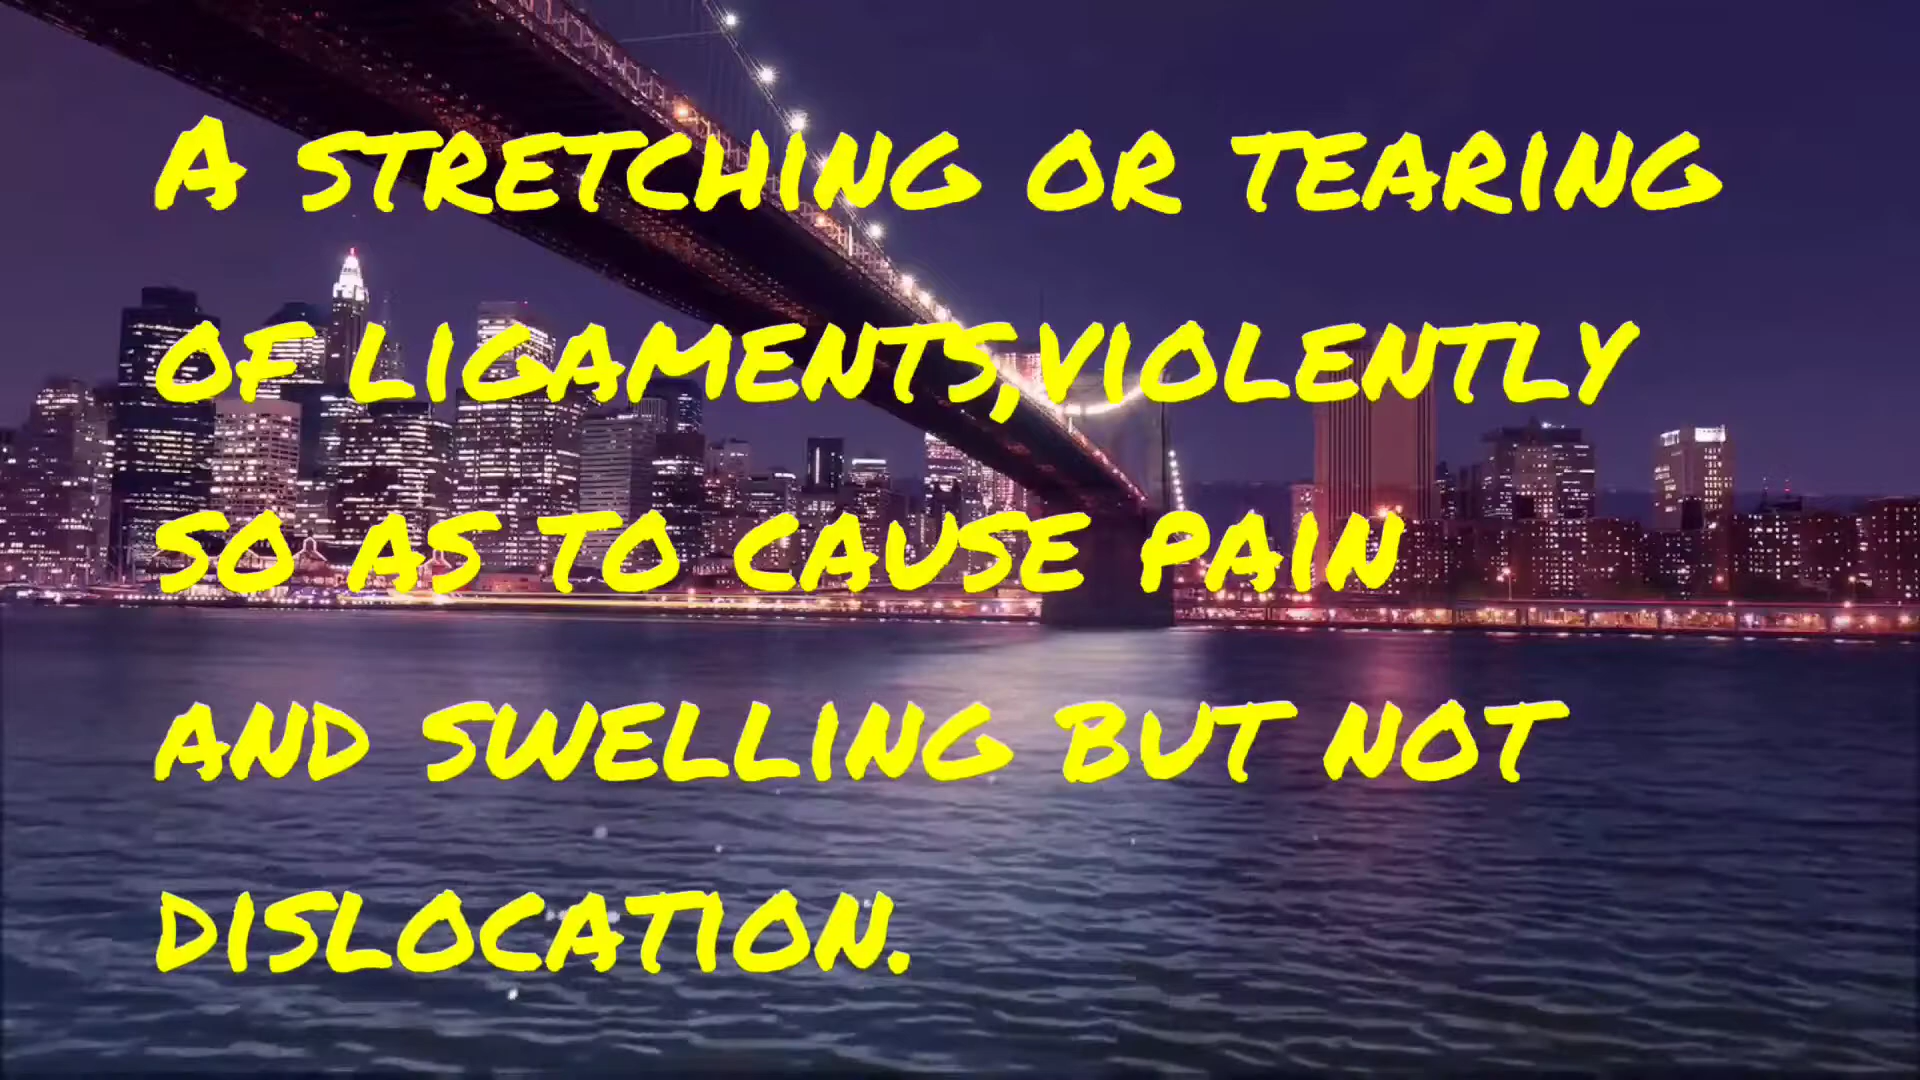 A STRETCHING OR TEARING
OF LIGAMENTS,VIOLENTLY
SO AS TO CAUSE PAIN
AND SWELLING BUT NOT
DISLOCATION.